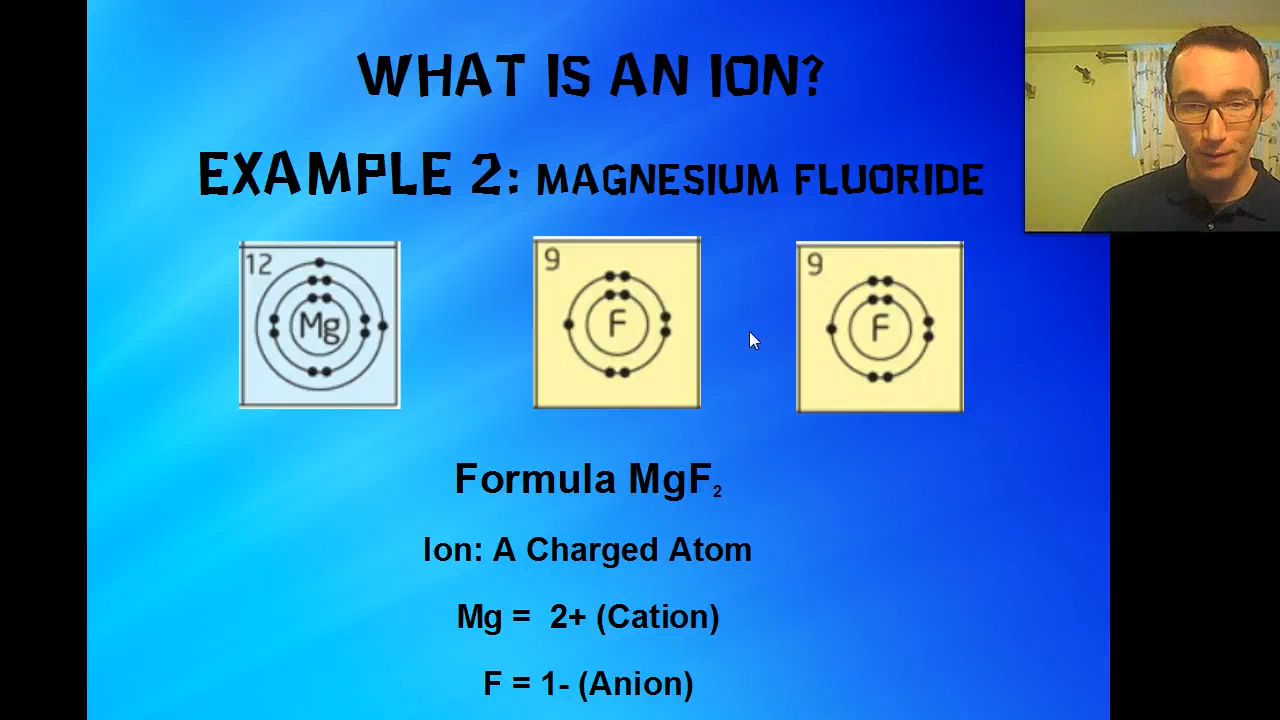 WHAT IS AN ION?
EXAMPLE 2: MAGNESIUM FLUORIDE
12
Mg
9
F
9
F
Formula MgF₂
Ion: A Charged Atom
Mg = 2+ (Cation)
F = 1- (Anion)